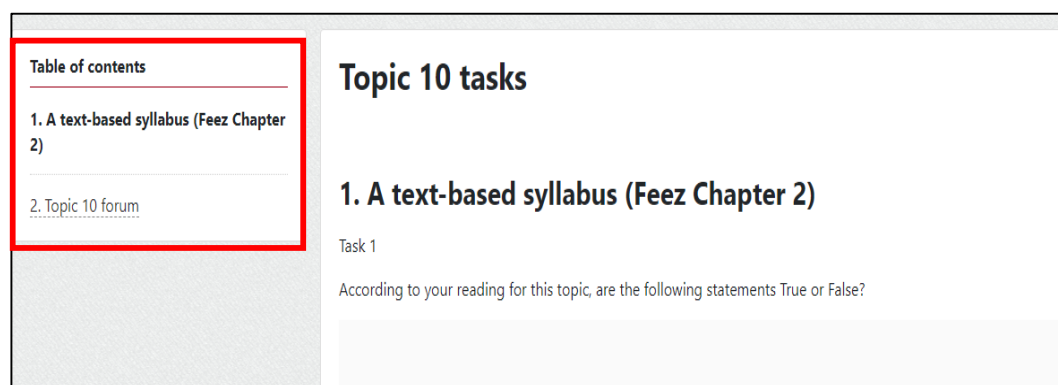 Table of contents
1. A text-based syllabus (Feez Chapter
2)
2. Topic 10 forum
Topic 10 tasks
1. A text-based syllabus (Feez Chapter 2)
Task 1
According to your reading for this topic, are the following statements True or False?